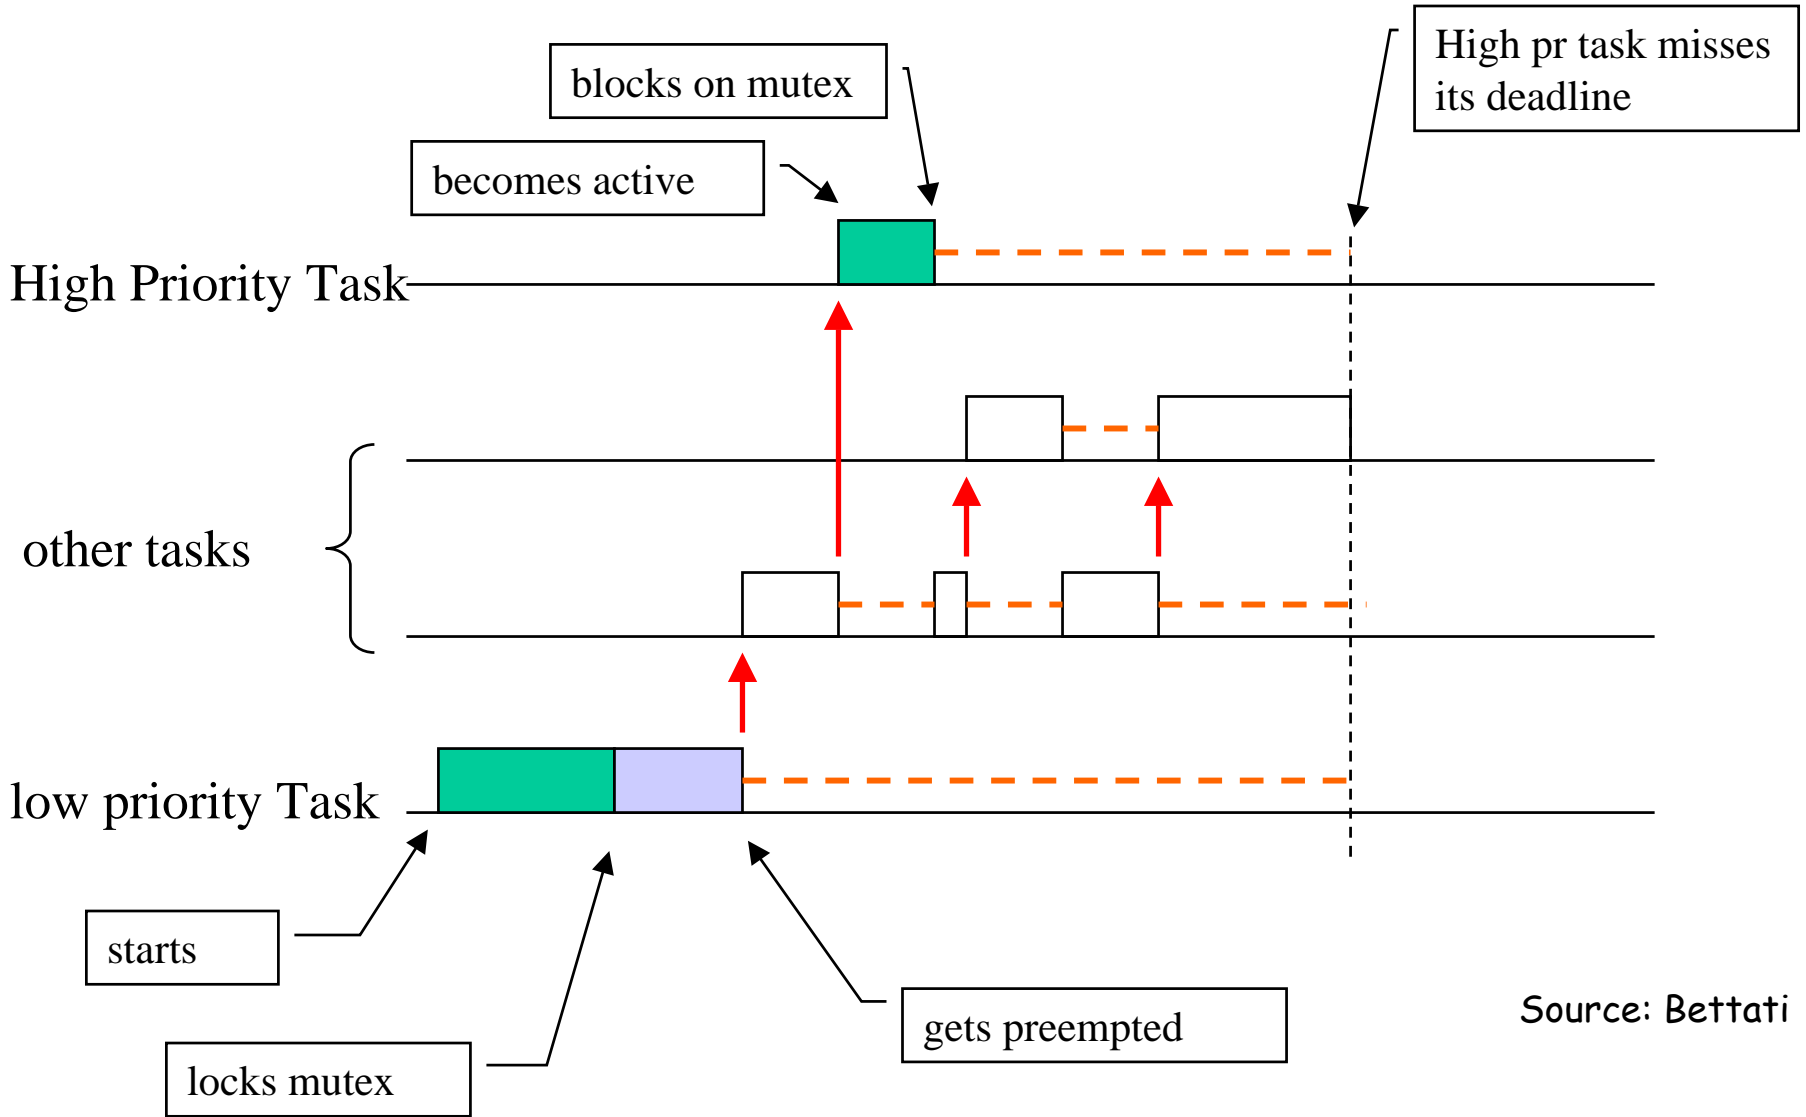 High pr task misses
its deadline
blocks on mutex
becomes active
High Priority Task
other tasks
low priority Task
starts
gets preempted
Source: Bettati
locks mutex